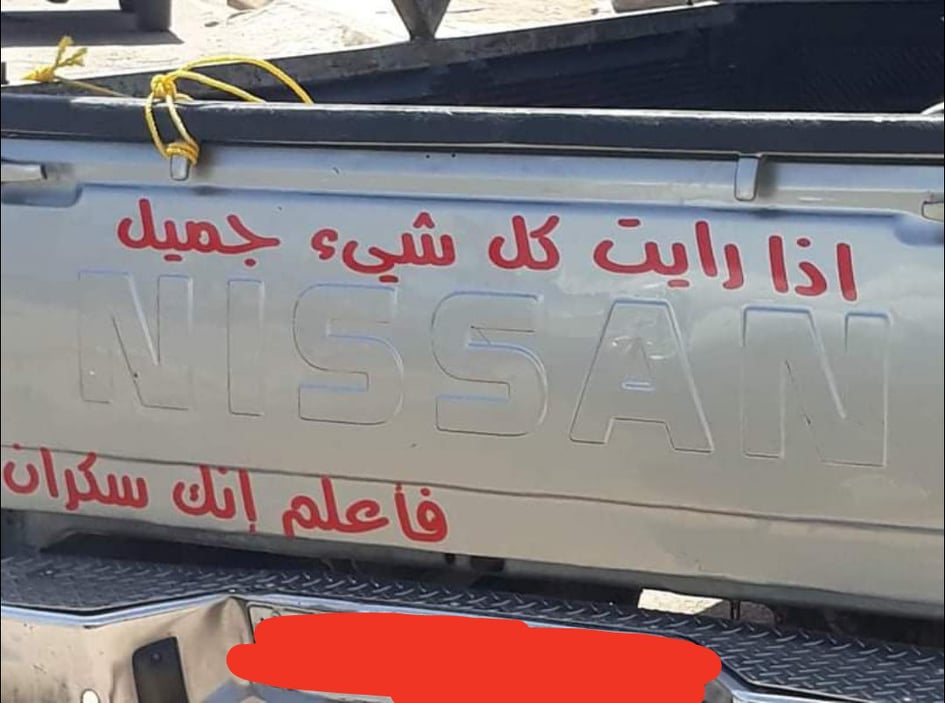 اذا رايت كل شيء جميل
NISSAN
فأعلم إنك سكران